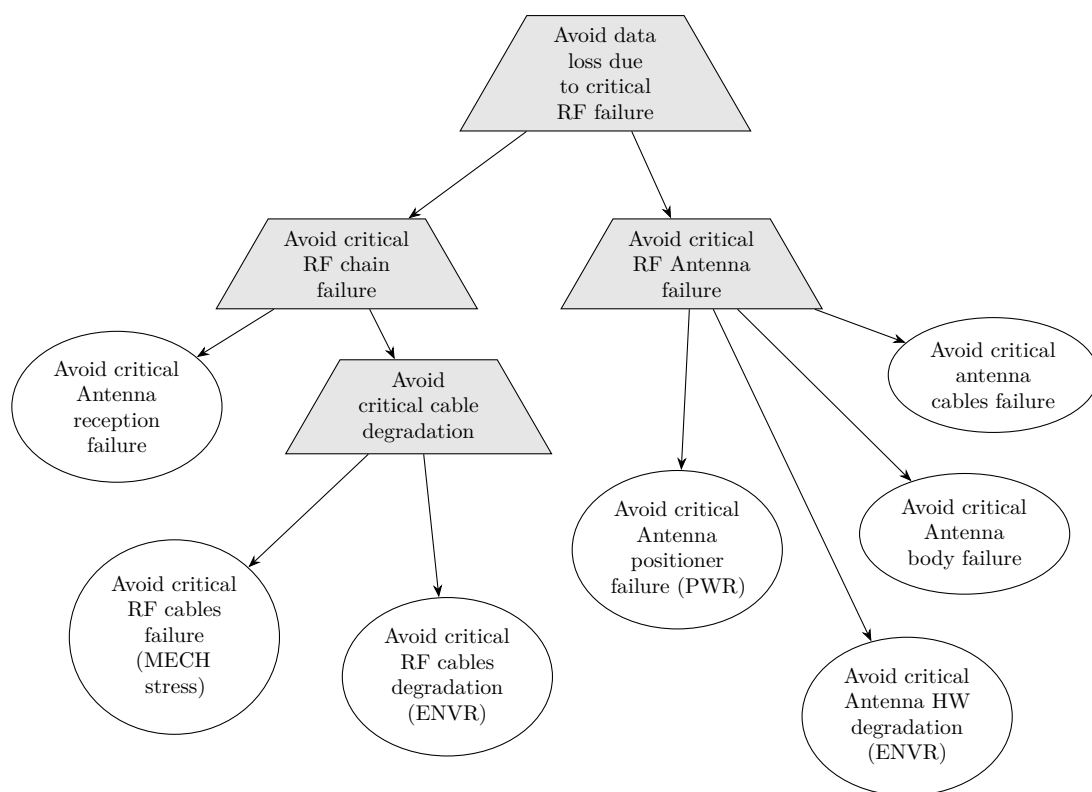 Avoid data
loss due
to critical
RF failure
Avoid critical
RF chain
failure
Avoid critical
RF Antenna
failure
Avoid critical
Antenna
reception
failure
Avoid
critical cable
degradation
Avoid critical
antenna
cables failure
Avoid critical
Antenna
positioner
failure (PWR)
Avoid critical
Antenna
body failure
Avoid critical
RF cables
failure
(MECH
stress)
Avoid critical
RF cables
degradation
(ENVR)
Avoid critical
Antenna HW
degradation
(ENVR)